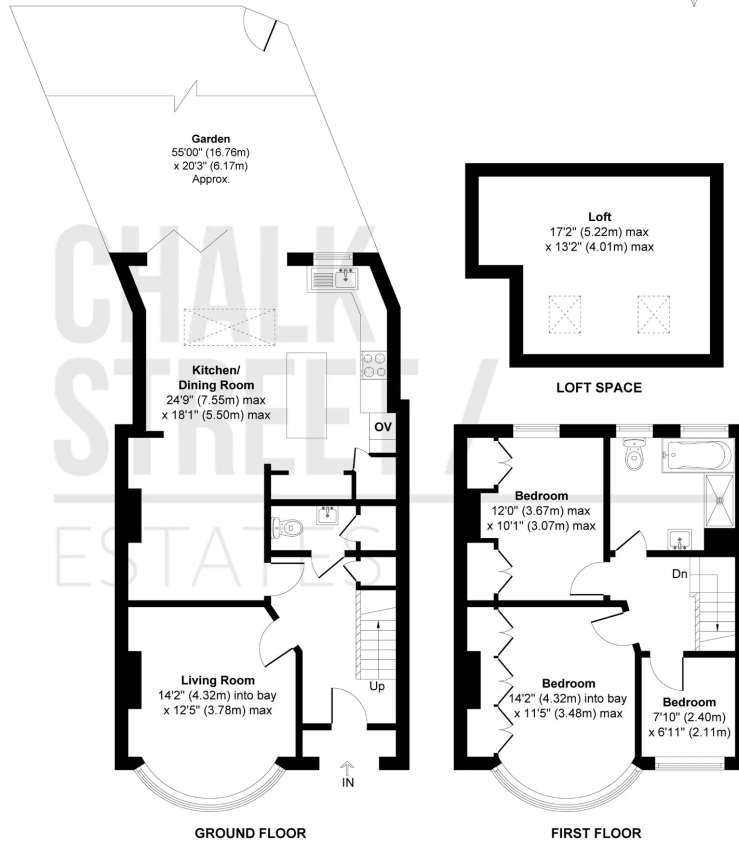 Garden
55'00" (16.76m)
x 20'3" (6.17m)
Approx.
CHALK
STREET /
ESTATES
Kitchen/
Dining Room
24'9" (7.55m) max
x 18'1" (5.50m) max
OV
Living Room
14'2" (4.32m) into bay
x 12'5" (3.78m) max
Up
IN
GROUND FLOOR
Loft
17'2" (5.22m) max
x 13'2" (4.01m) max
LOFT SPACE
Bedroom
12'0" (3.67m) max
x 10'1" (3.07m) max
Dn
Bedroom
14'2" (4.32m) into bay
x 11'5" (3.48m) max
Bedroom
7'10" (2.40m)
x 6'11" (2.11m)
FIRST FLOOR